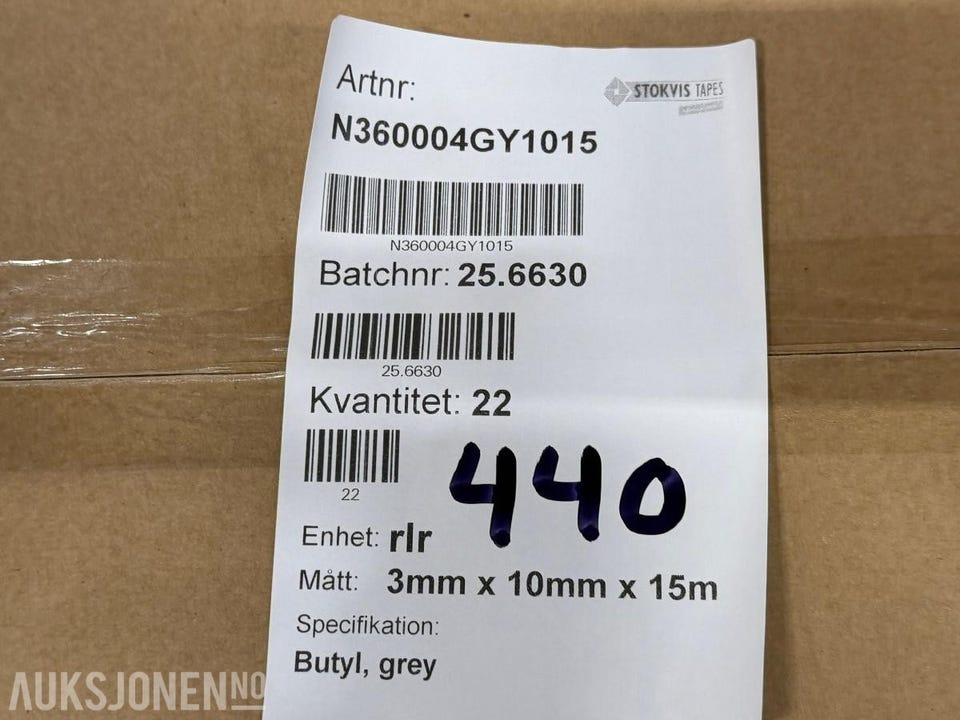 Artnr:
STOKVIS TAPES
N360004GY1015
N360004GY1015
Batchnr: 25.6630
25.6630
Kvantitet: 22
22
440
Enhet: rlr
Mått: 3mm x 10mm x 15m
Specifikation:
Butyl, grey
AUKSJONEN.NO